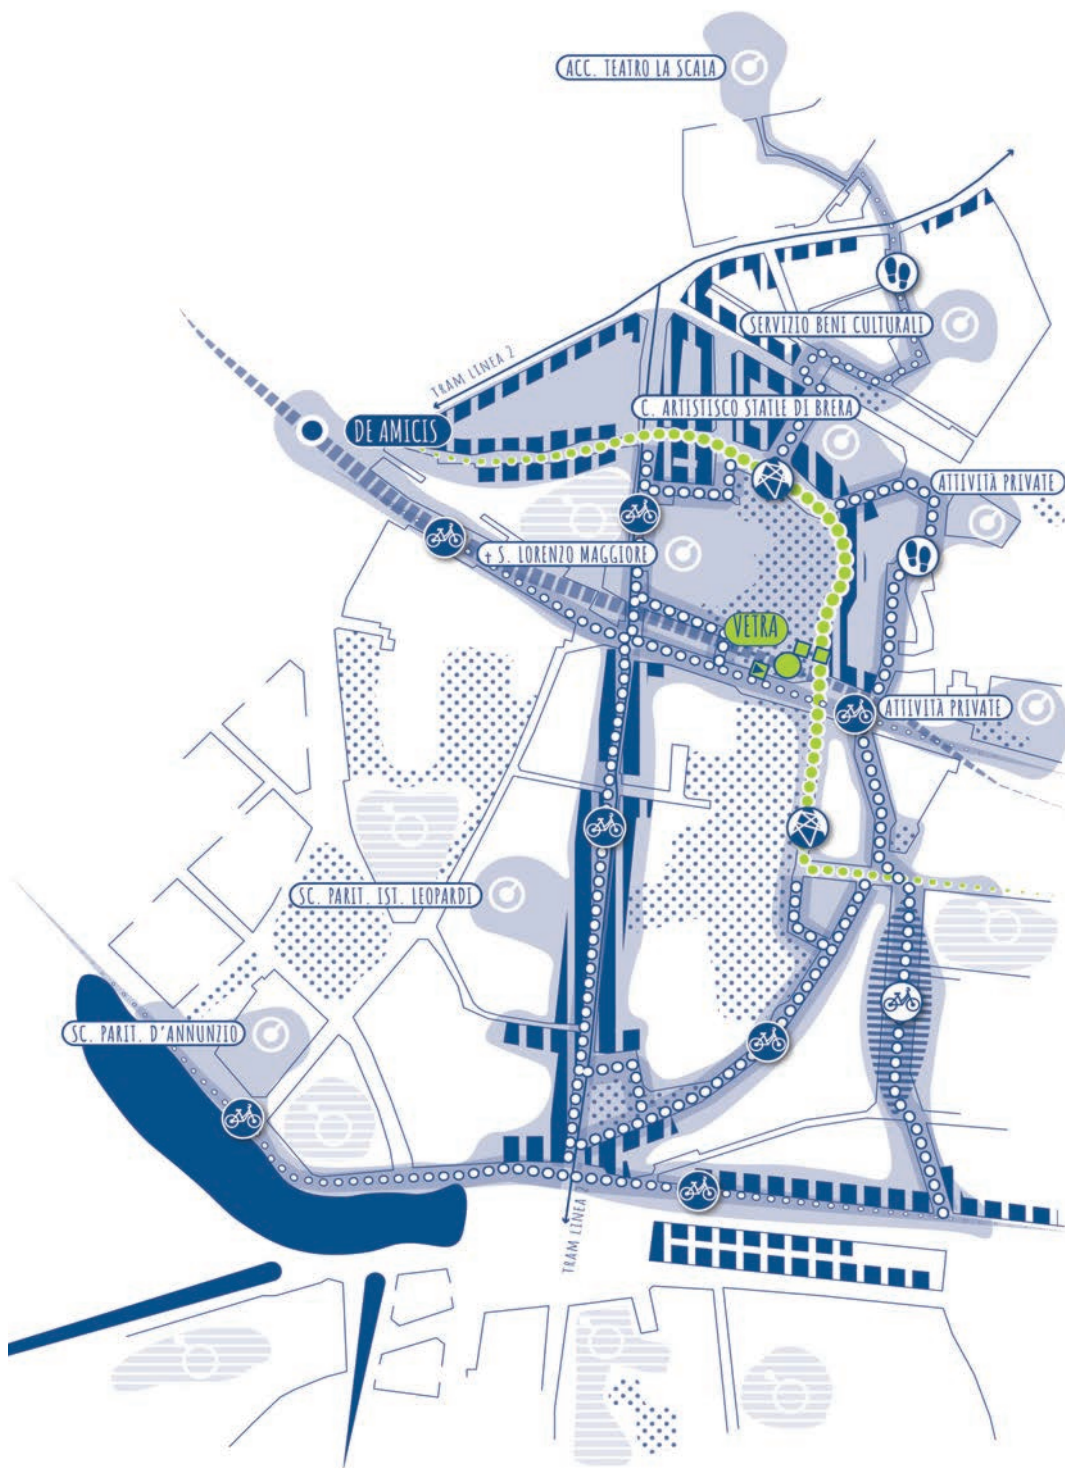 ACC. TEATRO LA SCALA
SERVIZIO BENI CULTURALI
TRAM LINEA 2
C. ARTISTISCO STATLE DI BRERA
DE AMICIS
ATTIVITÀ PRIVATE
+ S. LORENZO MAGGIORE
VETRA
ATTIVITÀ PRIVATE
SC. PARIT. IST. LEOPARDI
SC. PARIT. D'ANNUNZIO
TRAM LINEA 2